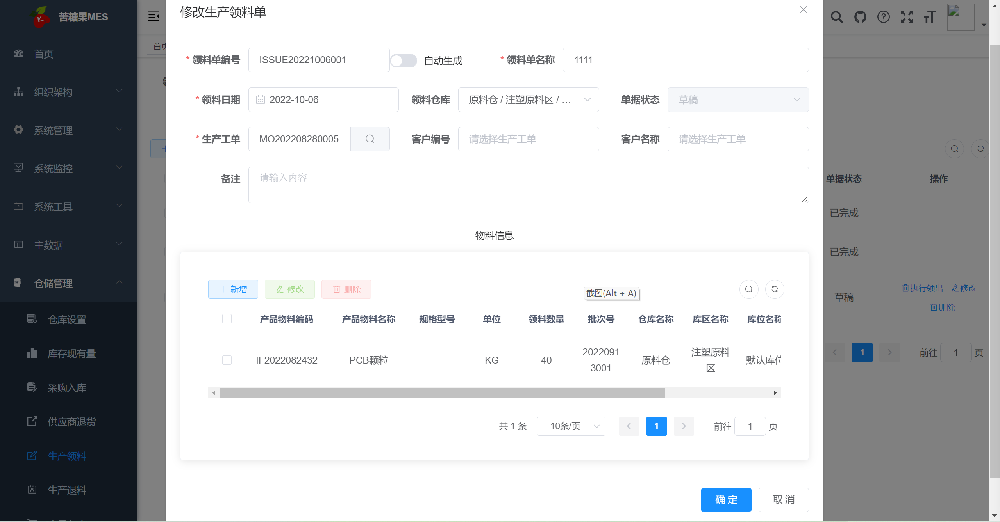 苦糖果MES
首页
组织架构
系统管理
系统监控
系统工具
主数据
仓储管理
仓库设置
库存现有量
采购入库
供应商退货
生产领料
生产退料
首页
修改生产领料单
* 领料单编号 ISSUE20221006001 自动生成 * 领料单名称 1111
* 领料日期 2022-10-06 领料仓库 原料仓 / 注塑原料区 / ... 单据状态 草稿
* 生产工单 MO202208280005 客户编号 请选择生产工单 客户名称 请选择生产工单
备注 请输入内容
物料信息
新增 修改 删除
截图(Alt + A)
产品物料编码 产品物料名称 规格型号 单位 领料数量 批次号 仓库名称 库区名称 库位名称
IF2022082432 PCB颗粒 KG 40 20220913001 原料仓 注塑原料区 默认库位
共 1 条 10条/页 1 前往 1 页
确 定 取 消
单据状态 操作
已完成
已完成
草稿 执行领出 修改
删除
1 前往 1 页